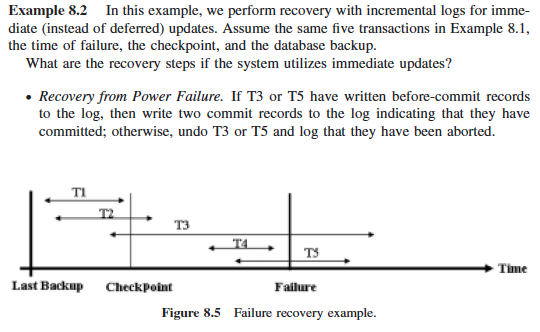 Example 8.2 In this example, we perform recovery with incremental logs for imme-
diate (instead of deferred) updates. Assume the same five transactions in Example 8.1,
the time of failure, the checkpoint, and the database backup.
What are the recovery steps if the system utilizes immediate updates?
• Recovery from Power Failure. If T3 or T5 have written before-commit records
to the log, then write two commit records to the log indicating that they have
committed; otherwise, undo T3 or T5 and log that they have been aborted.
T1
T2
T3
T4
T5
Time
Last Backup Checkpoint Failure
Figure 8.5 Failure recovery example.